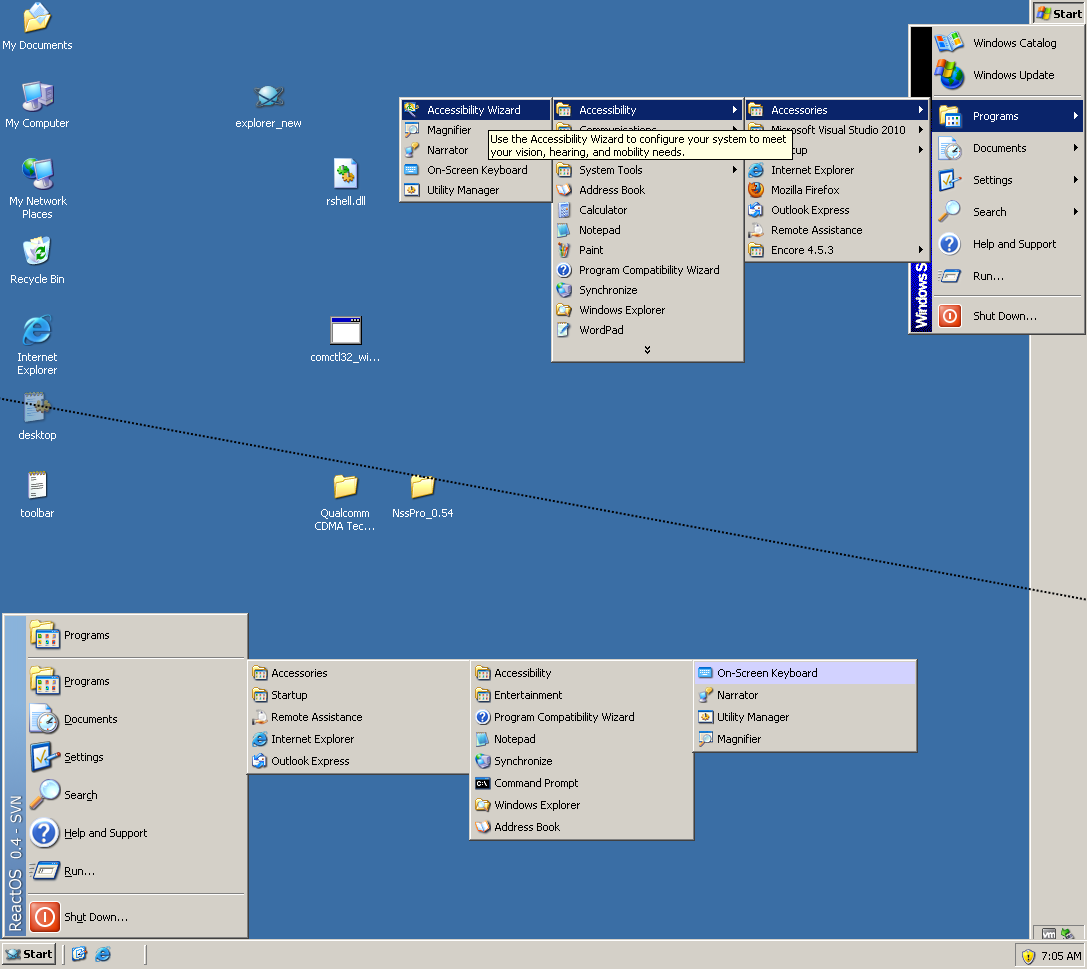 My Documents
My Computer
My Network
Places
Recycle Bin
Internet
Explorer
desktop
toolbar
explorer_new
rshell.dll
comctl32_wi...
Qualcomm
CDMA Tec...
NssPro_0.54
Start
Windows Catalog
Windows Update
Programs
Documents
Settings
Search
Help and Support
Run...
Shut Down...
Windows S
Accessories
Microsoft Visual Studio 2010
Internet Explorer
Mozilla Firefox
Outlook Express
Remote Assistance
Encore 4.5.3
Accessibility
Communications
System Tools
Address Book
Calculator
Notepad
Paint
Program Compatibility Wizard
Synchronize
Windows Explorer
WordPad
Accessibility Wizard
Magnifier
Narrator
On-Screen Keyboard
Utility Manager
Use the Accessibility Wizard to configure your system to meet
your vision, hearing, and mobility needs.
Programs
Programs
Documents
Settings
Search
Help and Support
Run...
Shut Down...
ReactOS 0.4 - SVN
Accessories
Startup
Remote Assistance
Internet Explorer
Outlook Express
Accessibility
Entertainment
Program Compatibility Wizard
Notepad
Synchronize
Command Prompt
Windows Explorer
Address Book
On-Screen Keyboard
Narrator
Utility Manager
Magnifier
Start
7:05 AM